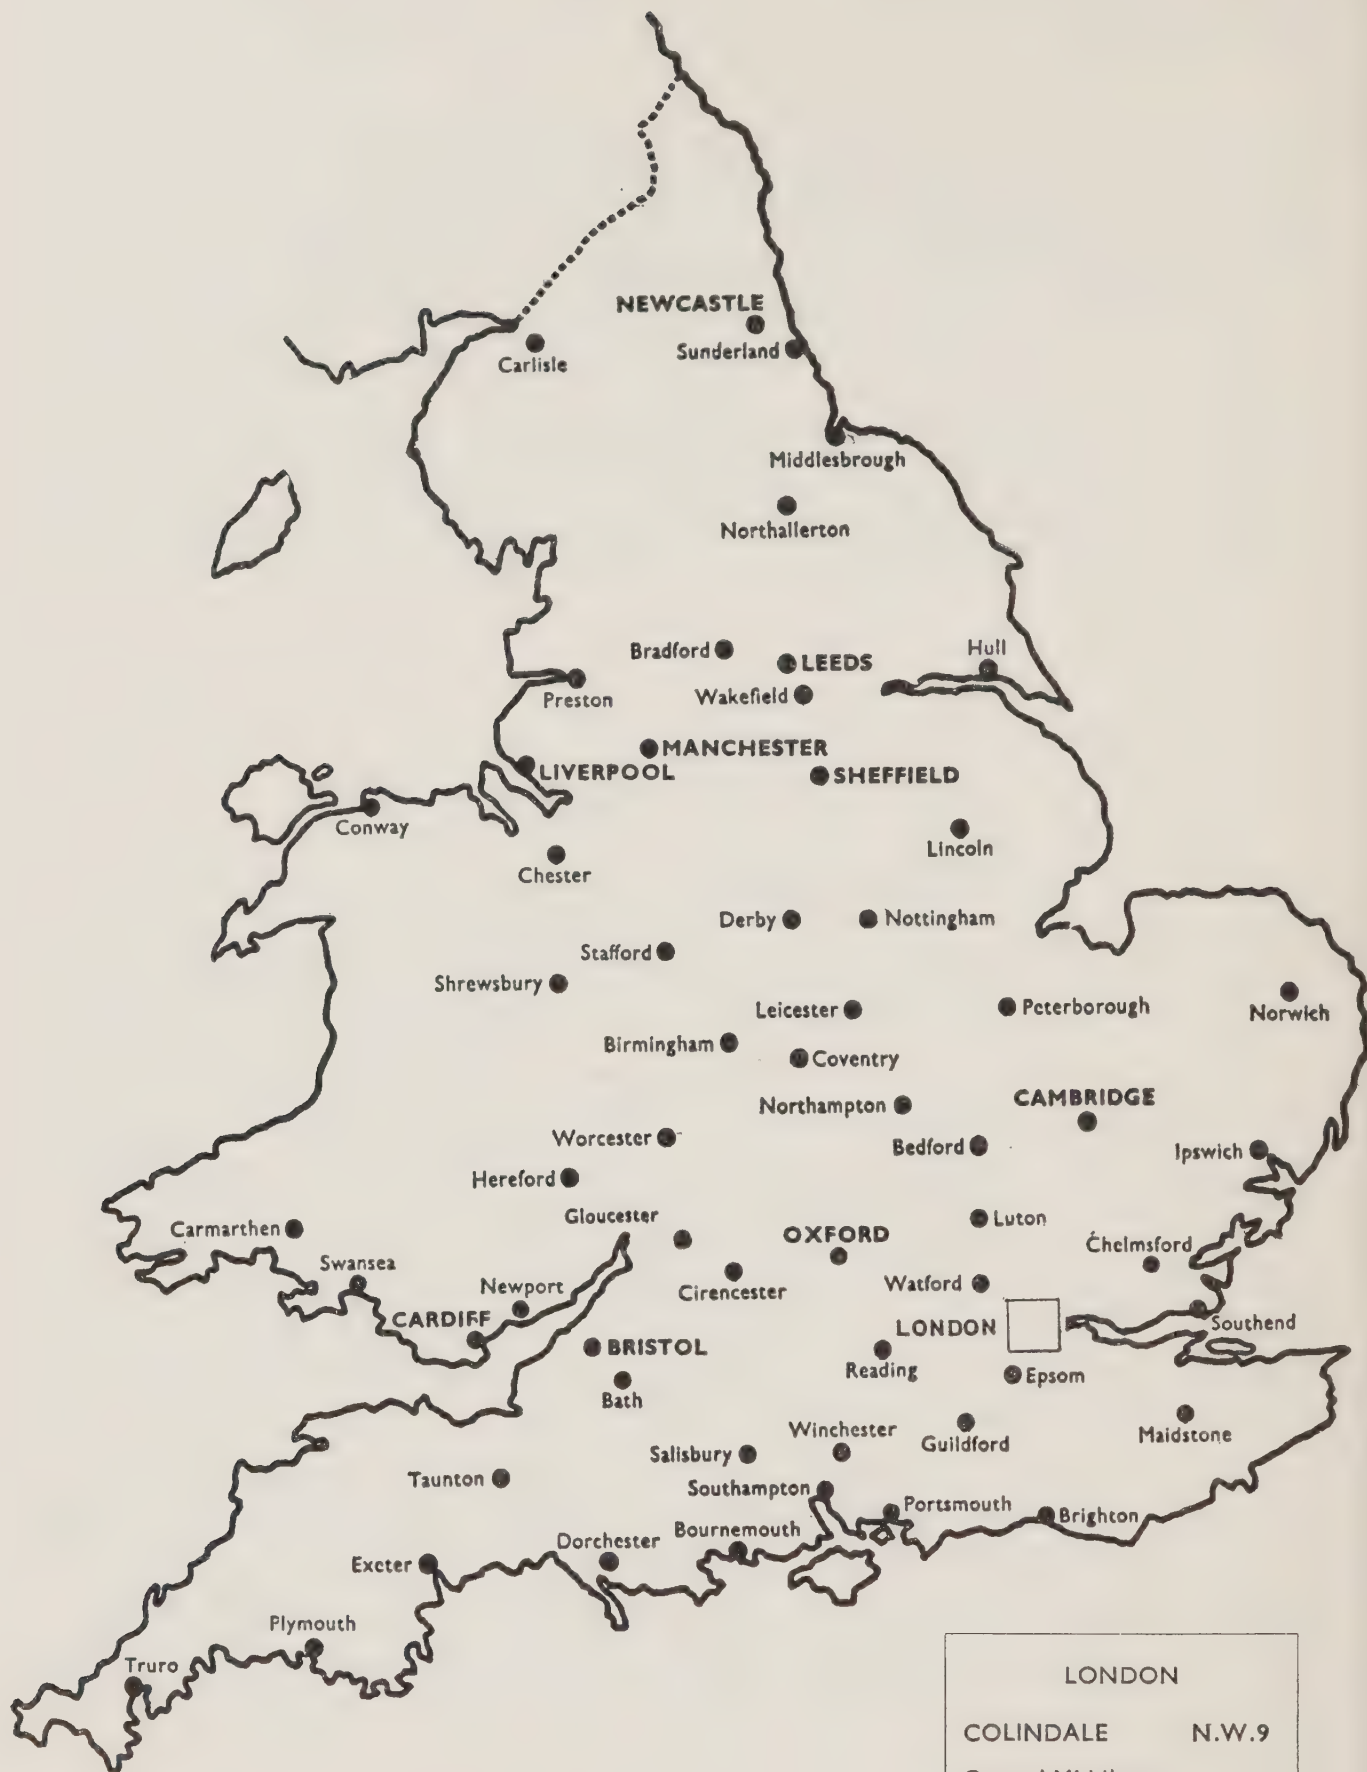 NEWCASTLE
Sunderland
Carlisle
Middlesbrough
Northallerton
Bradford
LEEDS
Hull
Preston
Wakefield
MANCHESTER
LIVERPOOL
SHEFFIELD
Conway
Lincoln
Chester
Derby
Nottingham
Stafford
Shrewsbury
Leicester
Peterborough
Norwich
Birmingham
Coventry
Northampton
CAMBRIDGE
Worcester
Bedford
Ipswich
Hereford
Gloucester
Carmarthen
Luton
OXFORD
Chelmsford
Swansea
Newport
Cirencester
Watford
CARDIFF
LONDON
Southend
BRISTOL
Reading
Epsom
Bath
Winchester
Guildford
Maidstone
Salisbury
Taunton
Southampton
Portsmouth
Brighton
Bournemouth
Dorchester
Exeter
Plymouth
Truro
LONDON
COLINDALE N.W.9